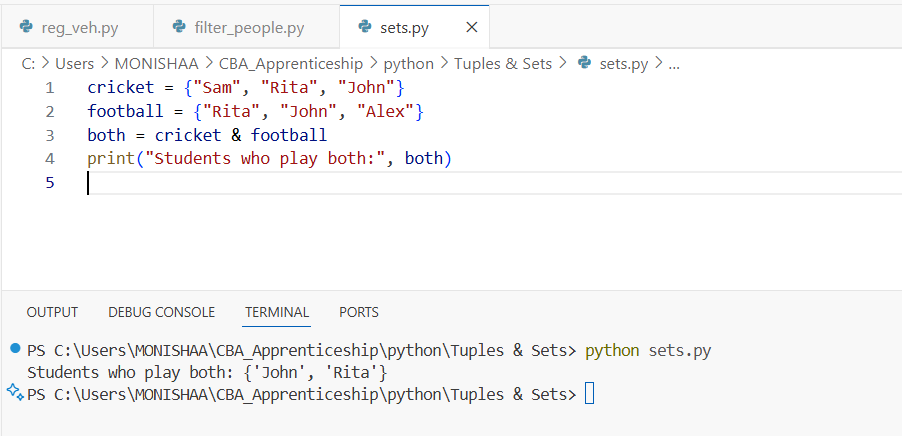 reg_veh.py filter_people.py sets.py
C: > Users > MONISHAA > CBA_Apprenticeship > python > Tuples & Sets > sets.py > ...
1 cricket = {"Sam", "Rita", "John"}
2 football = {"Rita", "John", "Alex"}
3 both = cricket & football
4 print("Students who play both:", both)
5
OUTPUT DEBUG CONSOLE TERMINAL PORTS
PS C:\Users\MONISHAA\CBA_Apprenticeship\python\Tuples & Sets> python sets.py
Students who play both: {'John', 'Rita'}
PS C:\Users\MONISHAA\CBA_Apprenticeship\python\Tuples & Sets>